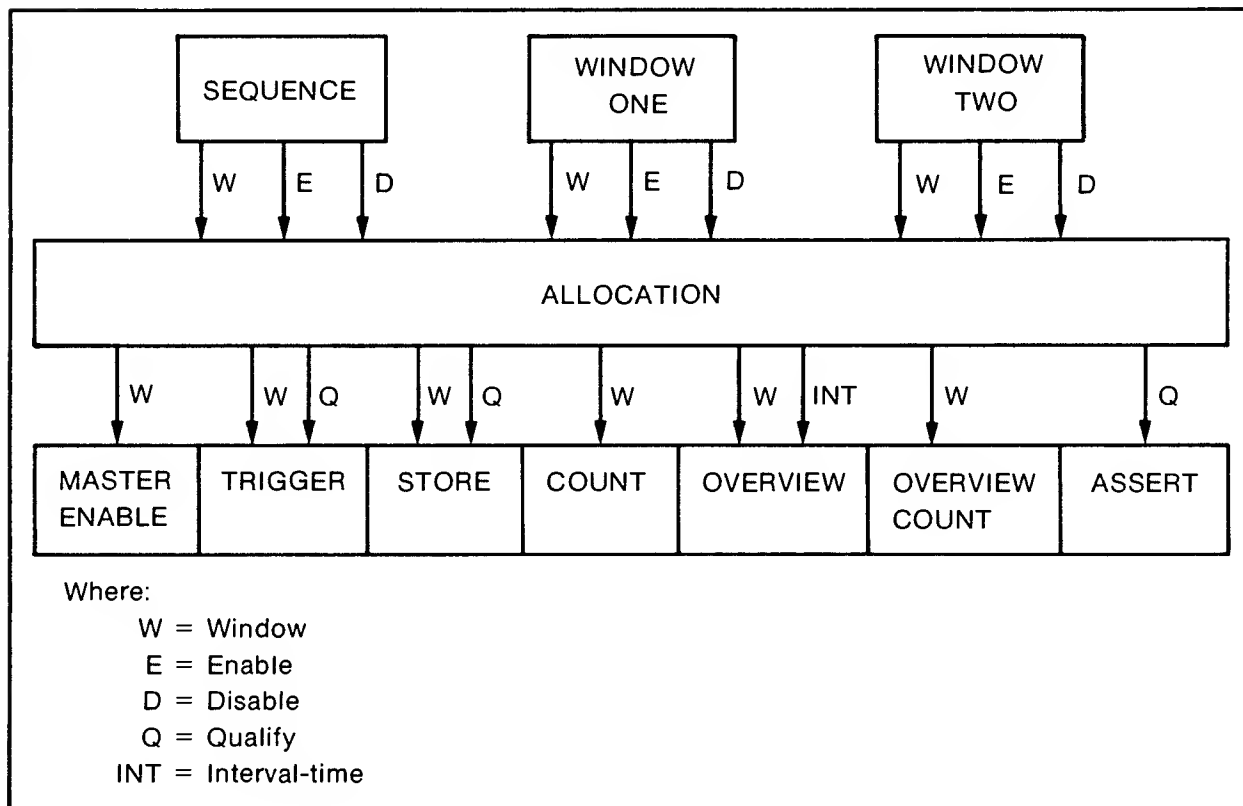 SEQUENCE
WINDOW
ONE
WINDOW
TWO
W E D W E D W E D
ALLOCATION
W W Q W Q W W INT W Q
MASTER
ENABLE
TRIGGER
STORE
COUNT
OVERVIEW
OVERVIEW
COUNT
ASSERT
Where:
W = Window
E = Enable
D = Disable
Q = Qualify
INT = Interval-time